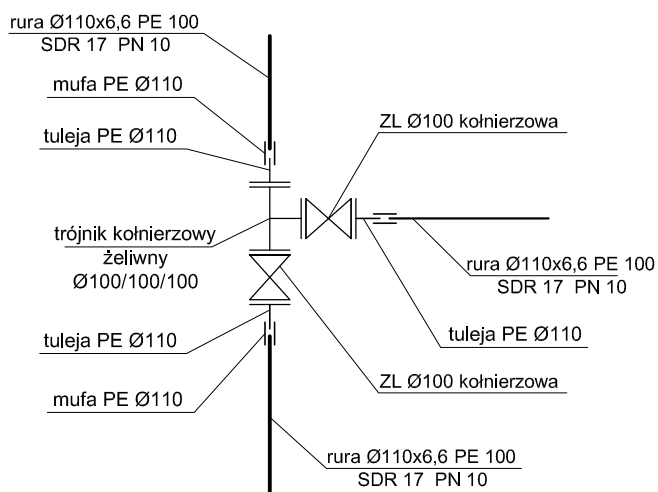 rura Ø110x6,6 PE 100
SDR 17 PN 10
mufa PE Ø110
ZL Ø100 kołnierzowa
tuleja PE Ø110
trójnik kołnierzowy
żeliwny
Ø100/100/100
rura Ø110x6,6 PE 100
SDR 17 PN 10
tuleja PE Ø110
tuleja PE Ø110
ZL Ø100 kołnierzowa
mufa PE Ø110
rura Ø110x6,6 PE 100
SDR 17 PN 10